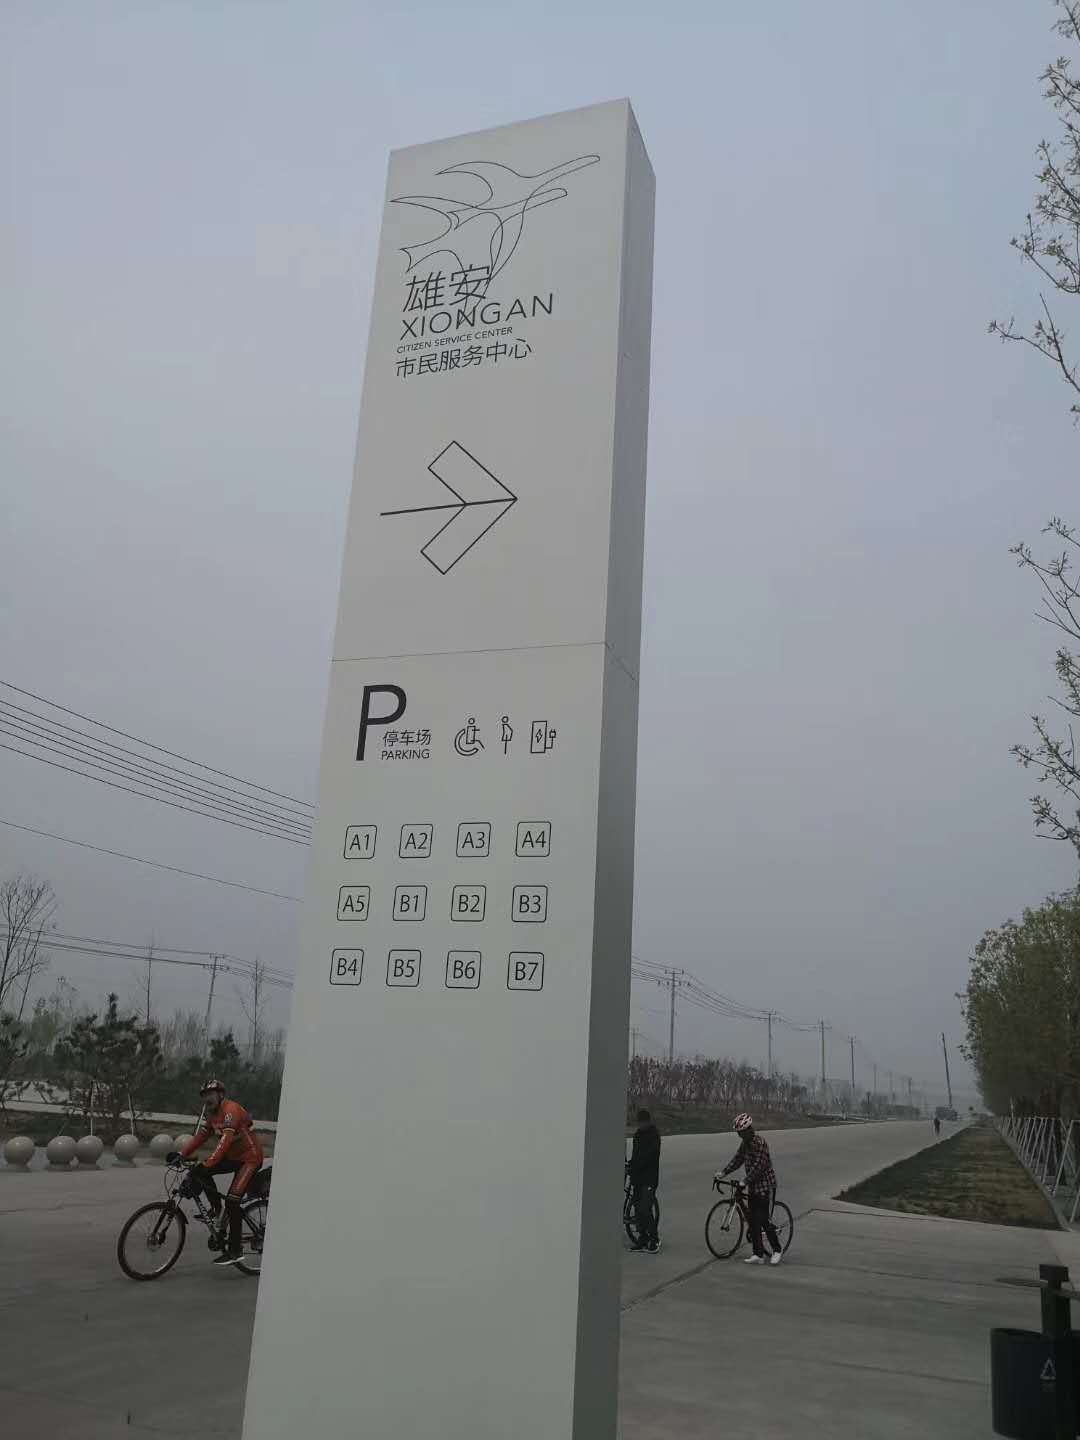 雄安
XIONGAN
CITIZEN SERVICE CENTER
市民服务中心
P
停车场
PARKING
A1 A2 A3 A4
A5 B1 B2 B3
B4 B5 B6 B7